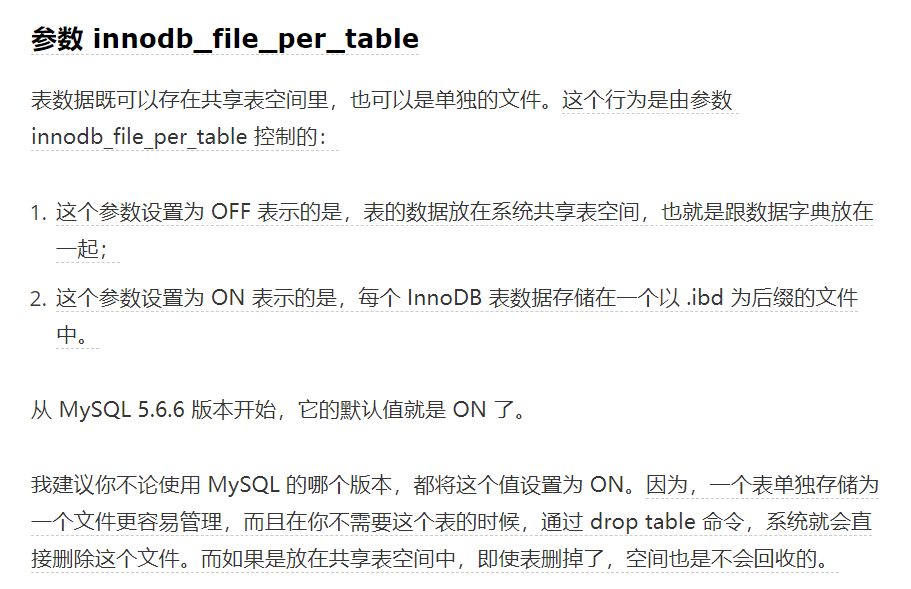 参数 innodb_file_per_table
表数据既可以存在共享表空间里，也可以是单独的文件。这个行为是由参数
innodb_file_per_table 控制的：
1. 这个参数设置为 OFF 表示的是，表的数据放在系统共享表空间，也就是跟数据字典放在
一起；
2. 这个参数设置为 ON 表示的是，每个 InnoDB 表数据存储在一个以 .ibd 为后缀的文件
中。
从 MySQL 5.6.6 版本开始，它的默认值就是 ON 了。
我建议你不论使用 MySQL 的哪个版本，都将这个值设置为 ON。因为，一个表单独存储为
一个文件更容易管理，而且在你不需要这个表的时候，通过 drop table 命令，系统就会直
接删除这个文件。而如果是放在共享表空间中，即使表删掉了，空间也是不会回收的。